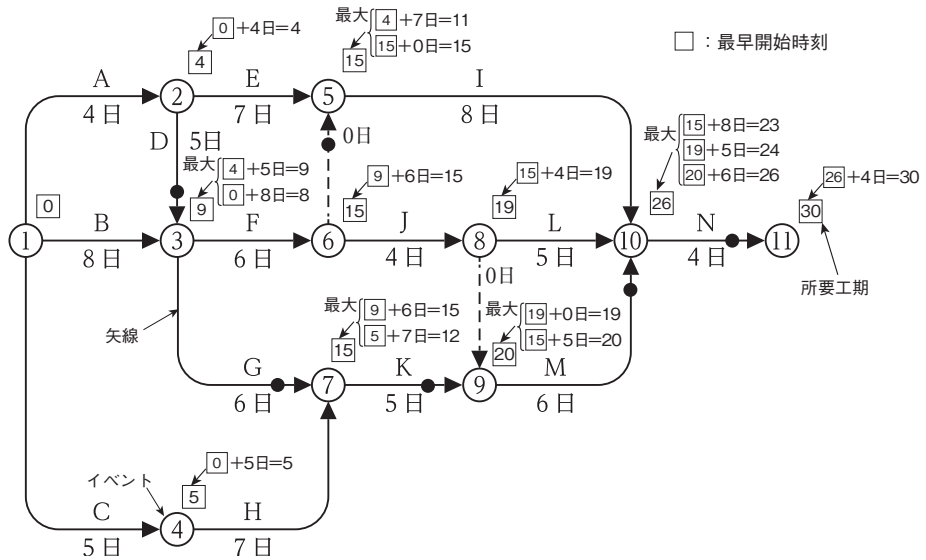 0 +4日=4
4
最大 4 +7日=11
15 +0日=15
15
□ ： 最早開始時刻
A
4日
②
E
7日
⑤
I
8日
D
5日
最大 4 +5日=9
0 +8日=8
9
0日
9 +6日=15
15
15 +4日=19
19
最大 15 +8日=23
19 +5日=24
20 +6日=26
26
26 +4日=30
30
0
①
B
8日
③
F
6日
⑥
J
4日
⑧
L
5日
⑩
N
4日
⑪
所要工期
0日
矢線
最大 9 +6日=15
5 +7日=12
15
最大 19 +0日=19
15 +5日=20
20
G
6日
⑦
K
5日
⑨
M
6日
イベント
0 +5日=5
5
C
5日
④
H
7日